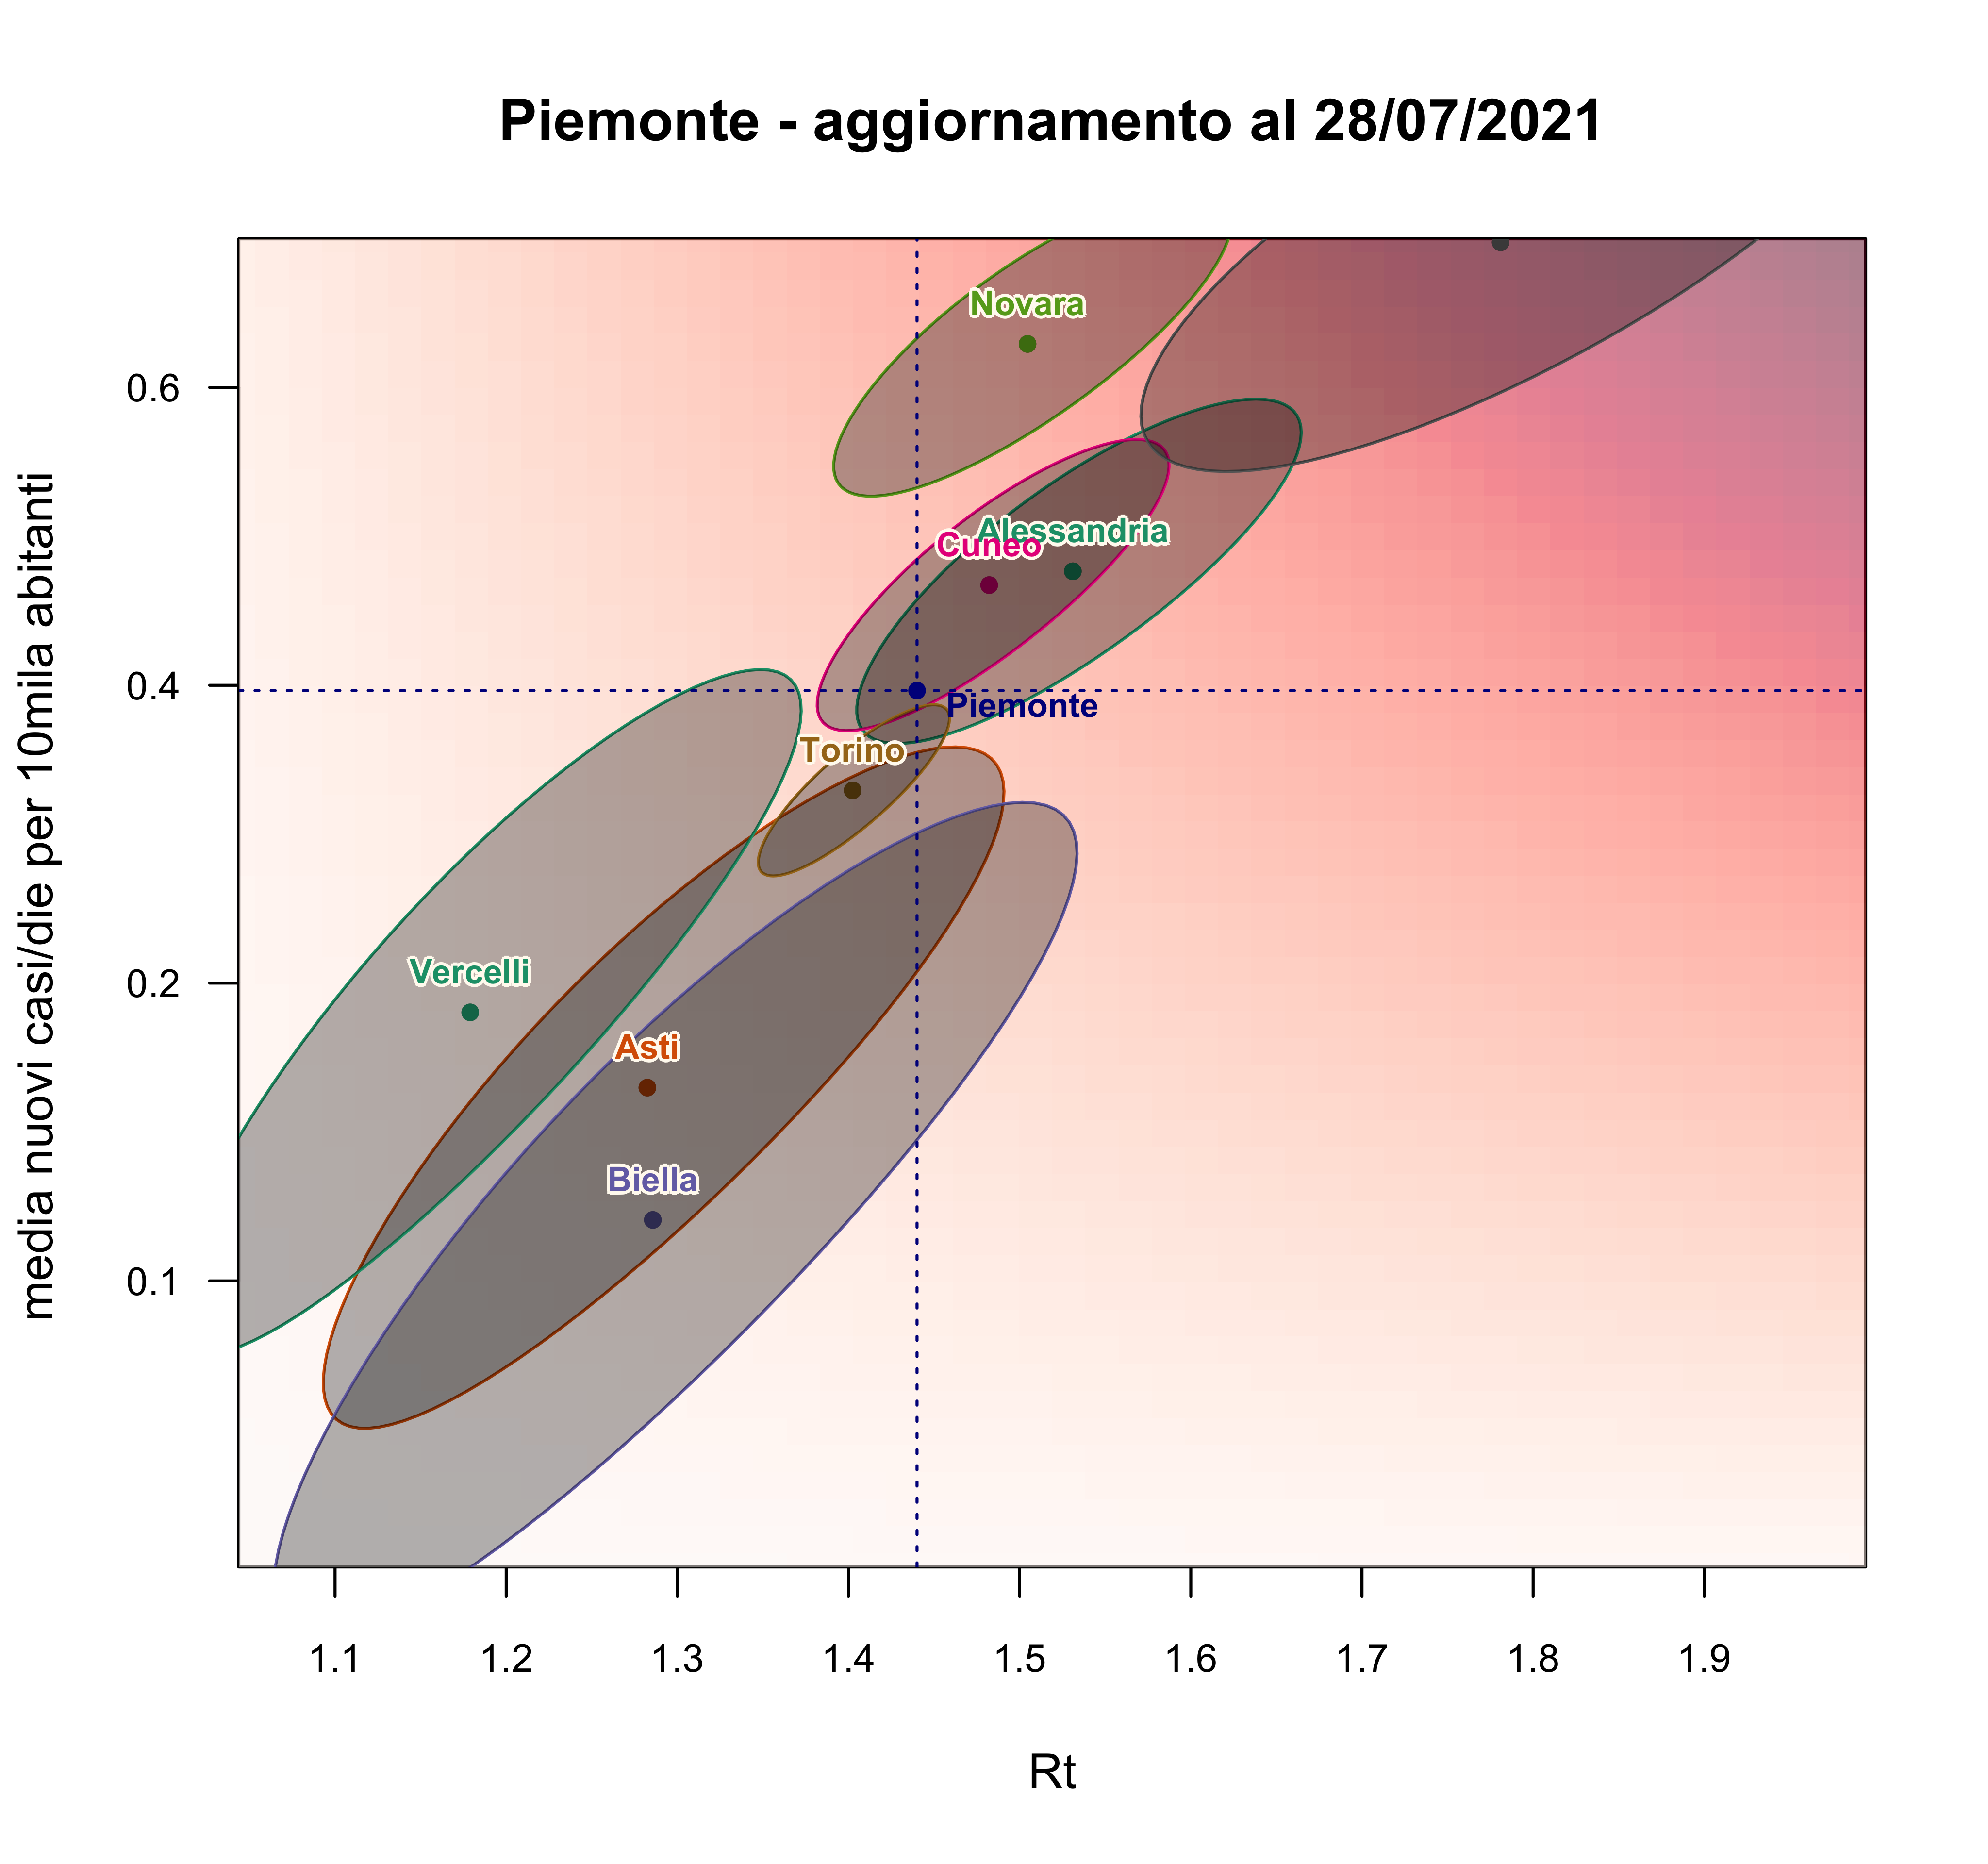 Piemonte - aggiornamento al 28/07/2021
media nuovi casi/die per 10mila abitanti
0.6
0.4
0.2
0.1
Novara
Alessandria
Cuneo
Piemonte
Torino
Vercelli
Asti
Biella
1.1 1.2 1.3 1.4 1.5 1.6 1.7 1.8 1.9
Rt